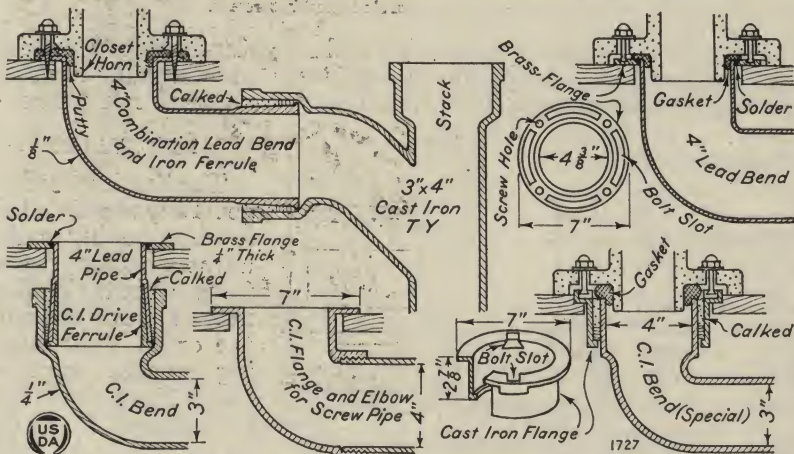 Closet
Horn
Putty
1/8"
Calked
4" Combination Lead Bend
and Iron Ferrule
Stack
3"x4"
Cast Iron
T Y
Brass Flange
Screw Hole
4 3/8"
Bolt Slot
7"
Gasket
Solder
4" Lead Bend
Solder
Brass Flange
1/4" Thick
4" Lead
Pipe
Calked
C.I. Drive
Ferrule
1/4"
C.I. Bend
3"
7"
C.I. Flange and Elbow
for Screw Pipe
4"
7"
Bolt Slot
2 7/8"
Cast Iron Flange
Gasket
4"
Calked
C.I. Bend (Special)
3"
1727
US
DA